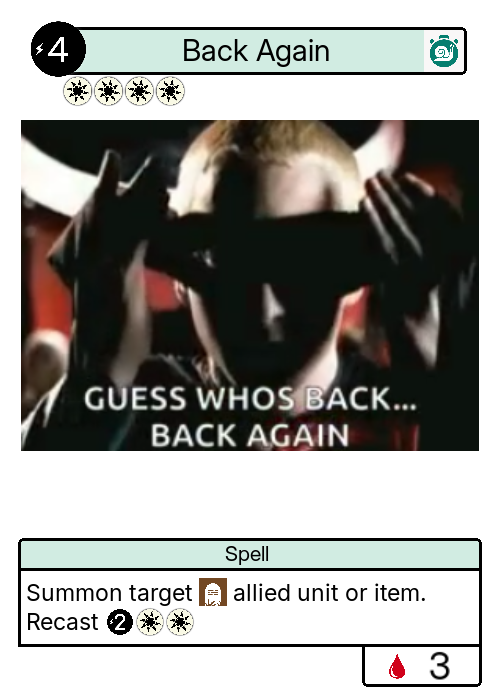 4
Back Again
GUESS WHOS BACK...
BACK AGAIN
Spell
Summon target allied unit or item.
Recast 2
3